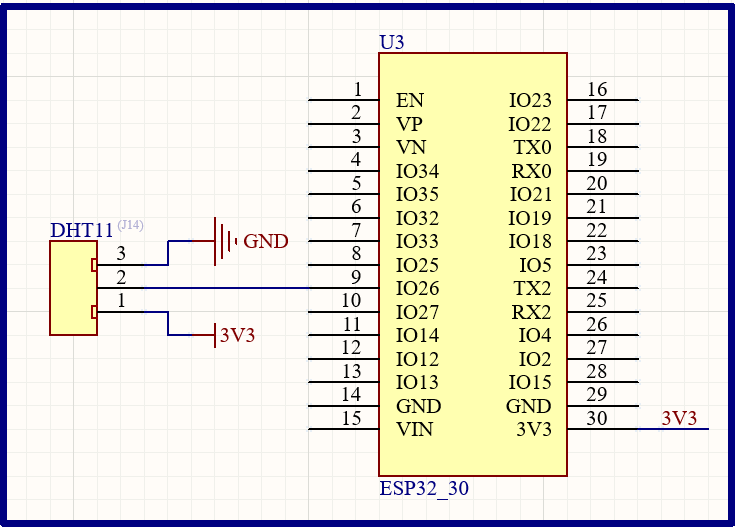 U3
1 EN IO23 16
2 VP IO22 17
3 VN TX0 18
4 IO34 RX0 19
5 IO35 IO21 20
6 IO32 IO19 21
7 IO33 IO18 22
8 IO25 IO5 23
9 IO26 TX2 24
10 IO27 RX2 25
11 IO14 IO4 26
12 IO12 IO2 27
13 IO13 IO15 28
14 GND GND 29
15 VIN 3V3 30
ESP32_30
DHT11 (J14)
3
2
1
GND
3V3
3V3